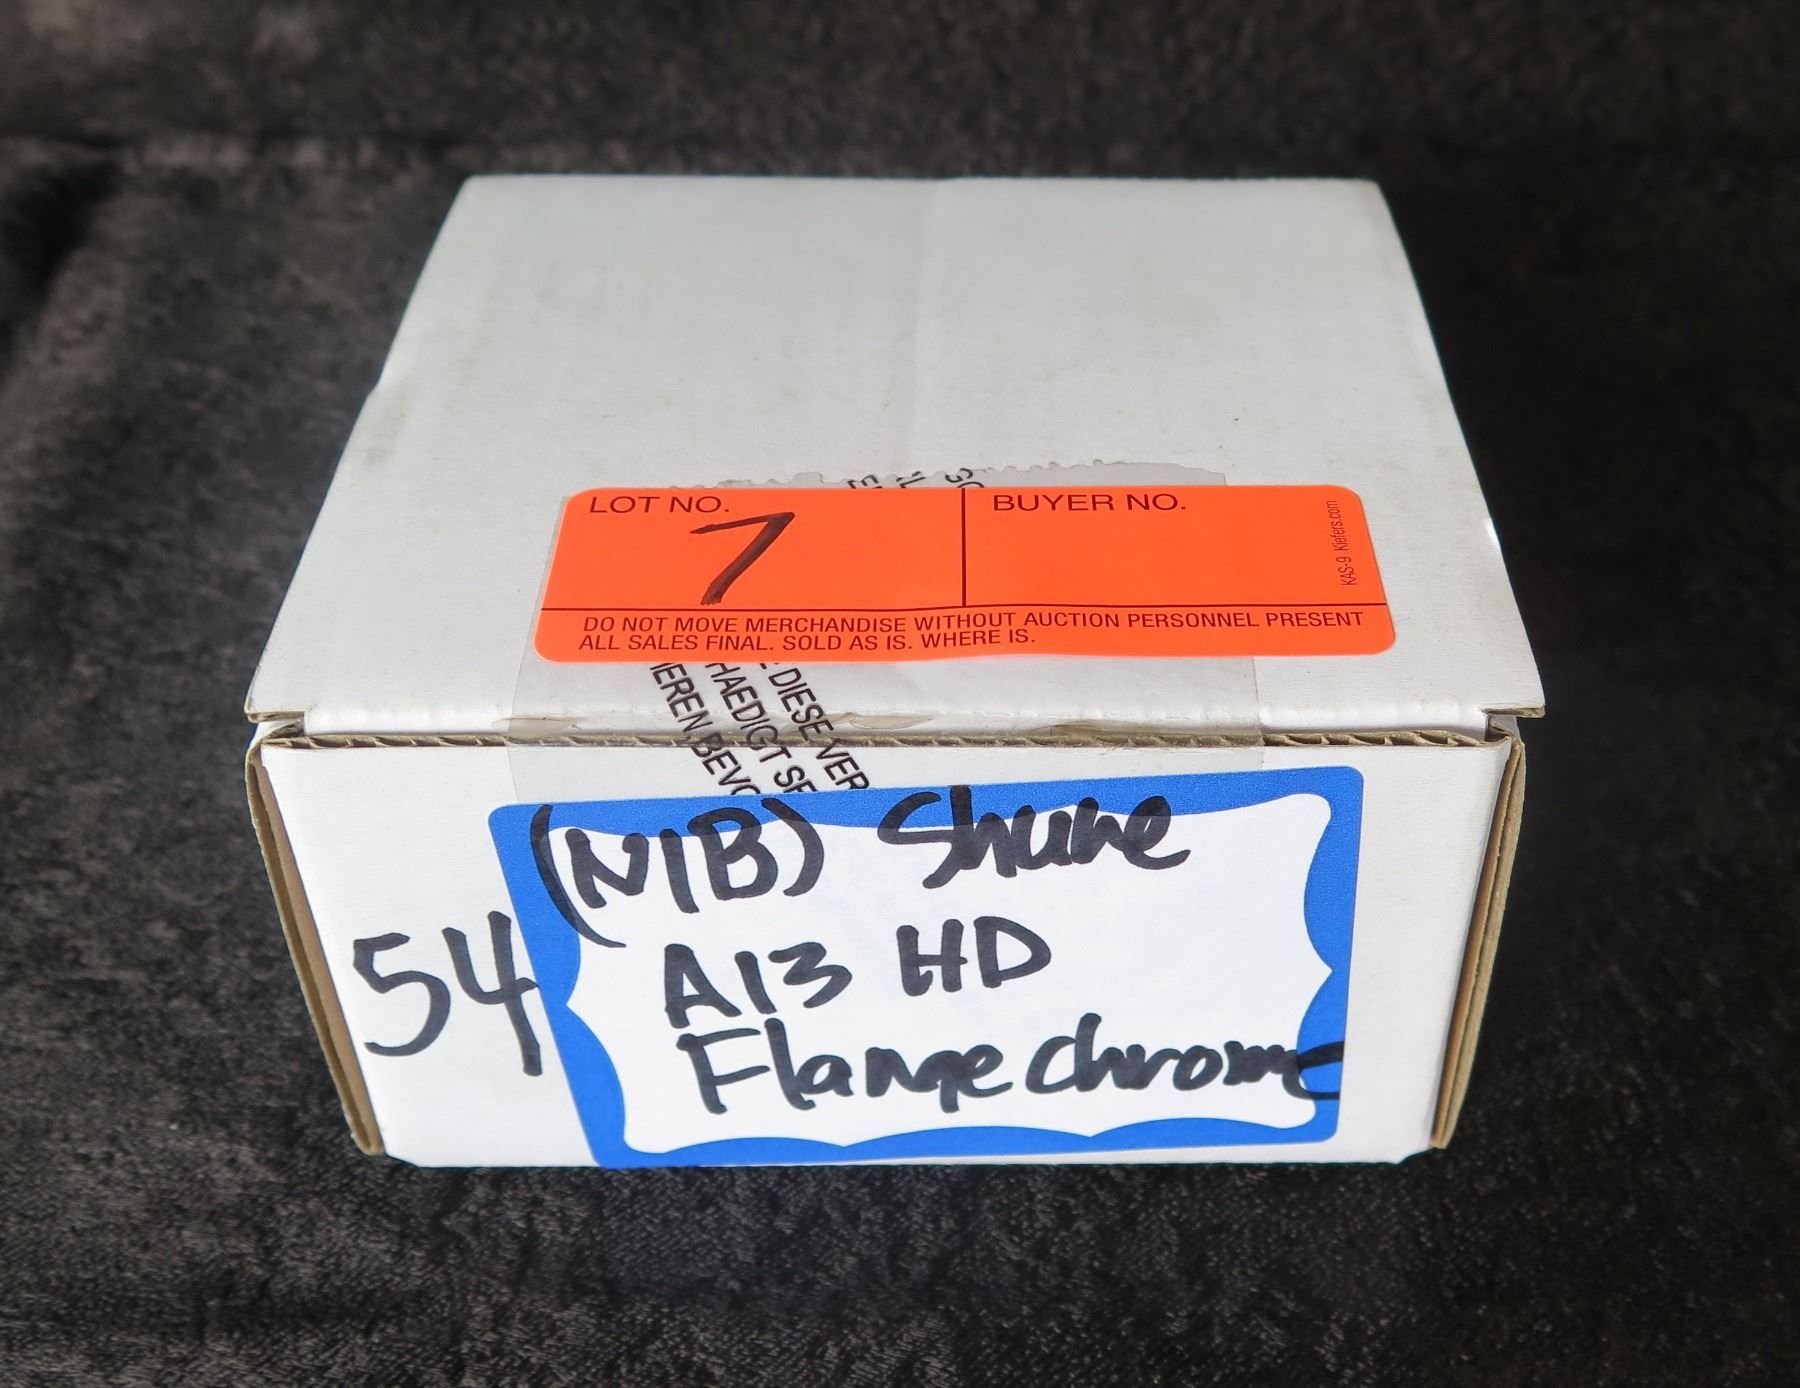 LOT NO. 7
BUYER NO.
KAS-9 Kiefers.com
DO NOT MOVE MERCHANDISE WITHOUT AUCTION PERSONNEL PRESENT
ALL SALES FINAL. SOLD AS IS. WHERE IS.
DIESE VER
HAEDIGT SE
IEREN BEVO
(NIB) Shure
54
A13 HD
Flange chrome